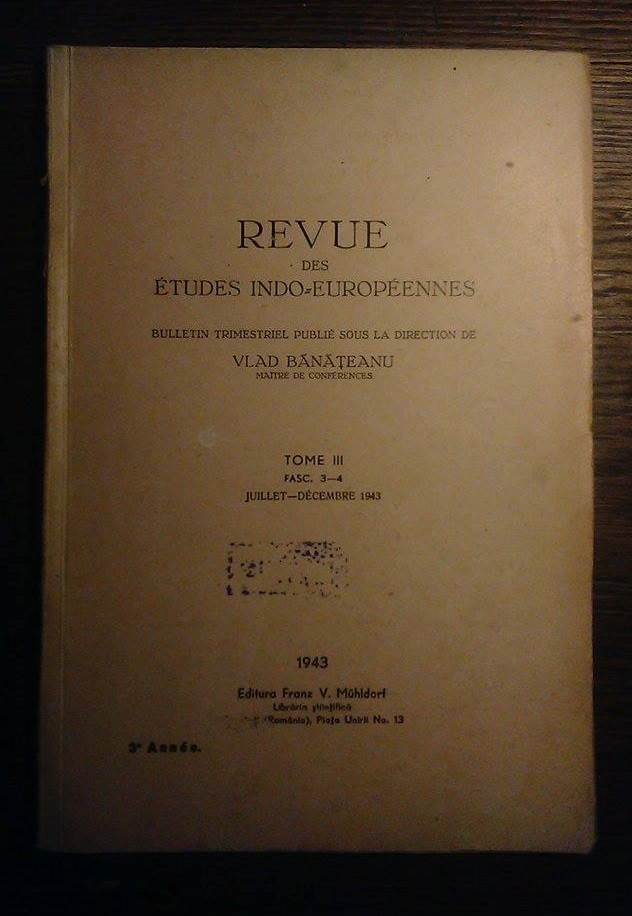 REVUE
DES
ÉTUDES INDO-EUROPÉENNES
BULLETIN TRIMESTRIEL PUBLIÉ SOUS LA DIRECTION DE
VLAD BĂNĂŢEANU
MAÎTRE DE CONFÉRENCES
TOME III
FASC. 3—4
JUILLET—DÉCEMBRE 1943
1943
Editura Franz V. Mühldorf
Librăria ştiinţifică
(România), Piaţa Unirii No. 13
3e Année.